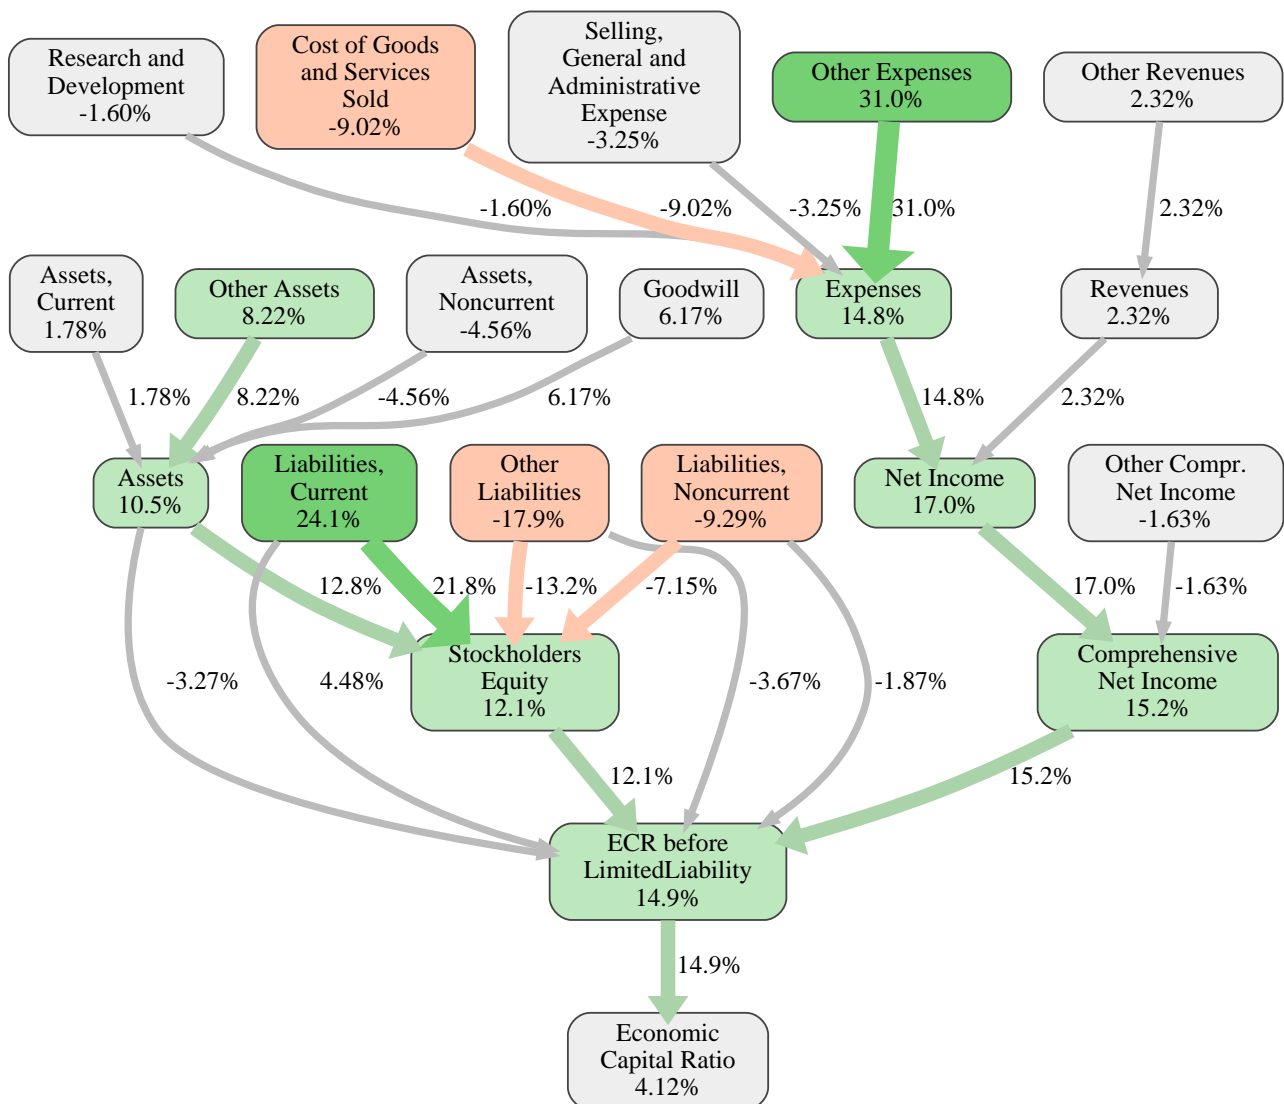 Research and
Development
-1.60%
Cost of Goods
and Services
Sold
-9.02%
Selling,
General and
Administrative
Expense
-3.25%
Other Expenses
31.0%
Other Revenues
2.32%
-1.60%
-9.02%
-3.25%
31.0%
2.32%
Assets,
Current
1.78%
Other Assets
8.22%
Assets,
Noncurrent
-4.56%
Goodwill
6.17%
Expenses
14.8%
Revenues
2.32%
1.78%
8.22%
-4.56%
6.17%
14.8%
2.32%
Assets
10.5%
Liabilities,
Current
24.1%
Other
Liabilities
-17.9%
Liabilities,
Noncurrent
-9.29%
Net Income
17.0%
Other Compr.
Net Income
-1.63%
12.8%
21.8%
-13.2%
-7.15%
17.0%
-1.63%
-3.27%
4.48%
Stockholders
Equity
12.1%
-3.67%
-1.87%
Comprehensive
Net Income
15.2%
12.1%
15.2%
ECR before
LimitedLiability
14.9%
14.9%
Economic
Capital Ratio
4.12%